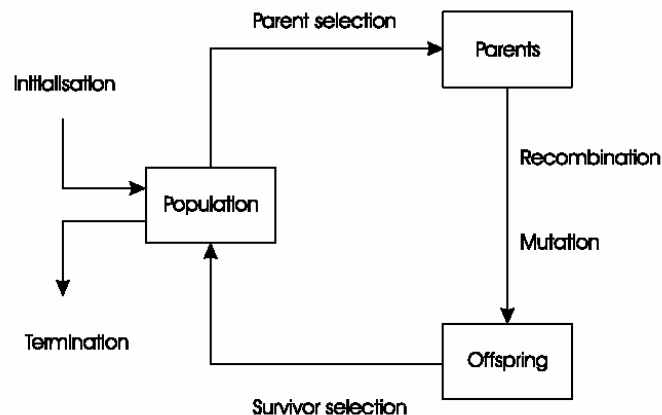 Parent selection
Parents
Initialisation
Recombination
Population
Mutation
Termination
Offspring
Survivor selection